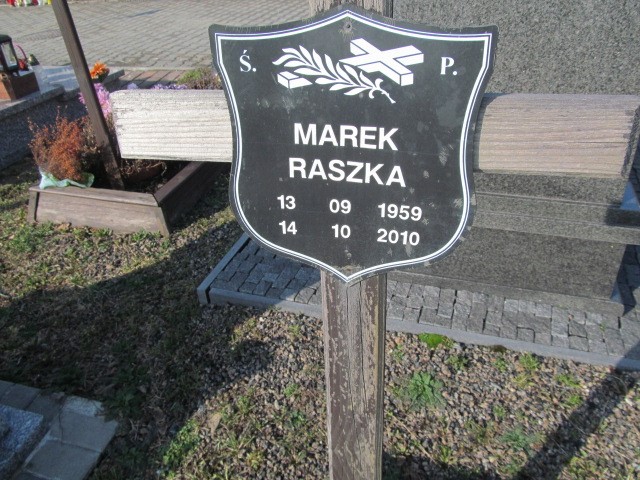 Ś. P.
MAREK
RASZKA
13 09 1959
14 10 2010